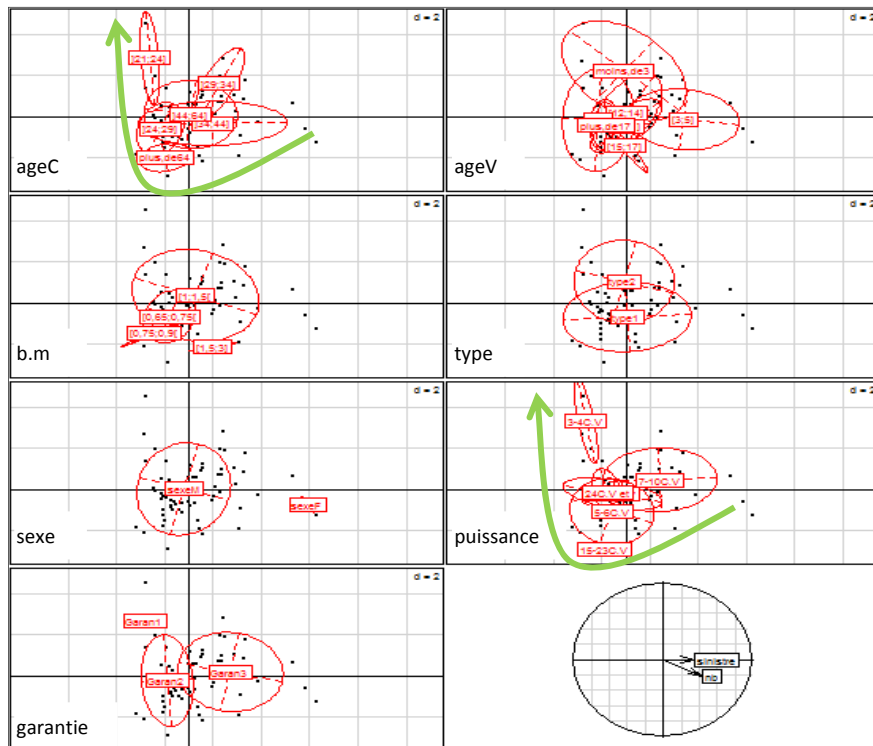 d = 2
]21;24]
]29;34]
]44;64]
]34;44]
]24;29]
plus.de64
ageC
d = 2
moins.de3
]12;14]
[3;5]
plus.de17
]15;17]
ageV
d = 2
[1;1,5[
[0,65;0,75[
[0,75;0,9[
[1,5;3]
b.m
d = 2
type2
type1
type
d = 2
sexeM
sexeF
sexe
d = 2
3-4C.V
7-10C.V
24C.V et
5-6C.V
15-23C.V
puissance
d = 2
Garan1
Garan2
Garan3
garantie
sinistre
nb